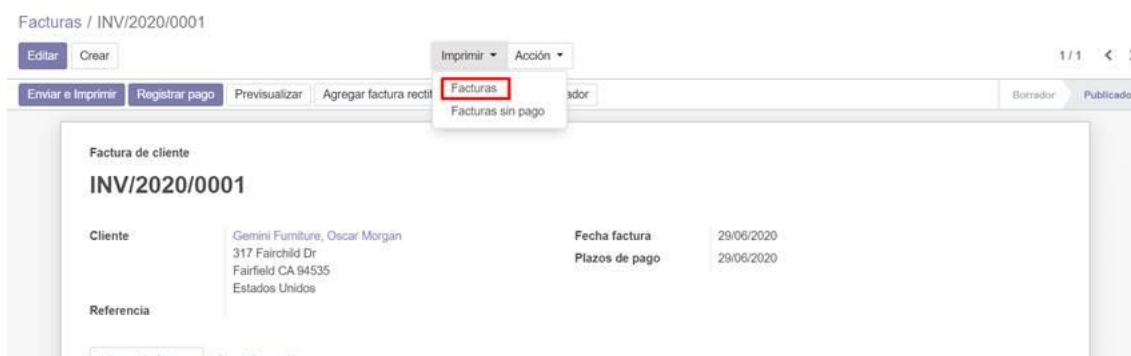 Facturas / INV/2020/0001
Editar Crear Imprimir Acción 1/1
Enviar e Imprimir Registrar pago Previsualizar Agregar factura Facturas Borrador Publicado
Facturas sin pago
Factura de cliente
INV/2020/0001
Cliente Gemini Furniture, Oscar Morgan Fecha factura 29/06/2020
317 Fairchild Dr Plazos de pago 29/06/2020
Fairfield CA 94535
Estados Unidos
Referencia